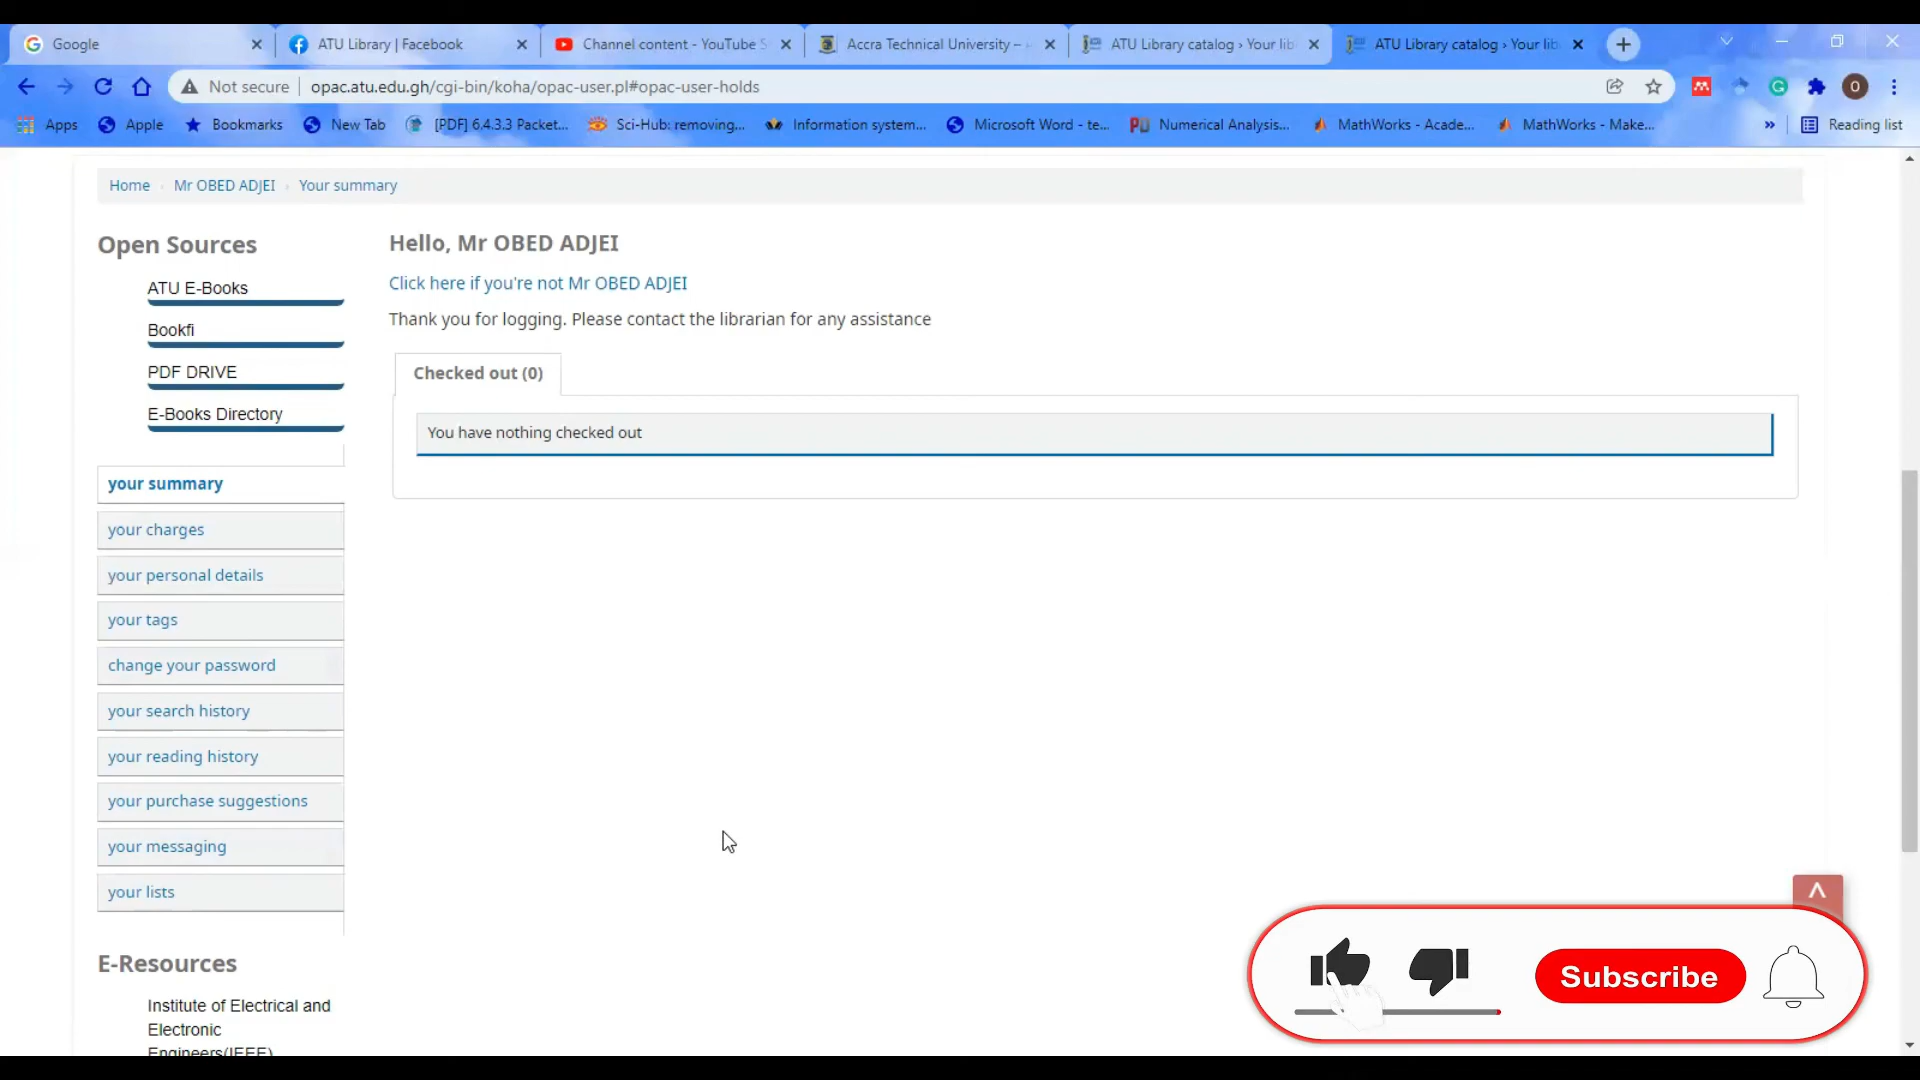 Google
ATU Library | Facebook
Channel content - YouTube S
Accra Technical University –
ATU Library catalog › Your lib
ATU Library catalog › Your lib
Not secure
opac.atu.edu.gh/cgi-bin/koha/opac-user.pl#opac-user-holds
O
Apps
Apple
Bookmarks
New Tab
[PDF] 6.4.3.3 Packet...
Sci-Hub: removing...
Information system...
Microsoft Word - te...
PU
Numerical Analysis...
MathWorks - Acade...
MathWorks - Make...
»
Reading list
Home › Mr OBED ADJEI › Your summary
Open Sources
ATU E-Books
Bookfi
PDF DRIVE
E-Books Directory
your summary
your charges
your personal details
your tags
change your password
your search history
your reading history
your purchase suggestions
your messaging
your lists
E-Resources
Institute of Electrical and
Electronic
Engineers(IEEE)
Hello, Mr OBED ADJEI
Click here if you're not Mr OBED ADJEI
Thank you for logging. Please contact the librarian for any assistance
Checked out (0)
You have nothing checked out
Subscribe